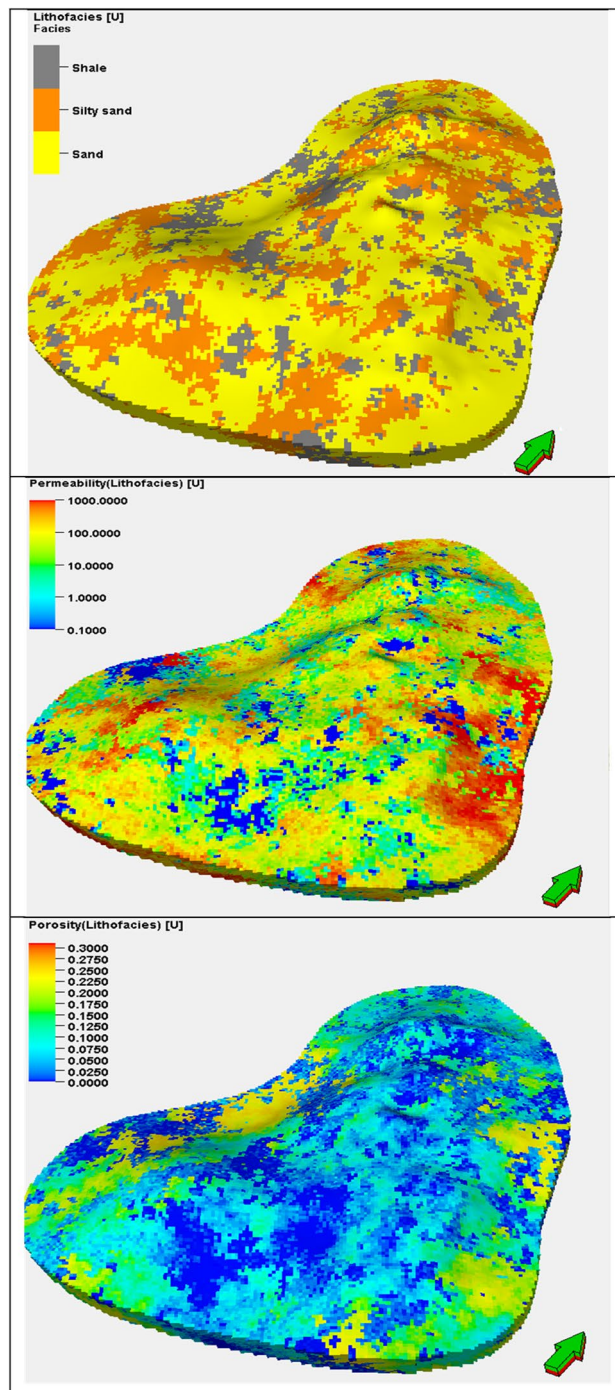 Lithofacies [U]
Facies
Shale
Silty sand
Sand
Permeability(Lithofacies) [U]
1000.0000
100.0000
10.0000
1.0000
0.1000
Porosity(Lithofacies) [U]
0.3000
0.2750
0.2500
0.2250
0.2000
0.1750
0.1500
0.1250
0.1000
0.0750
0.0500
0.0250
0.0000